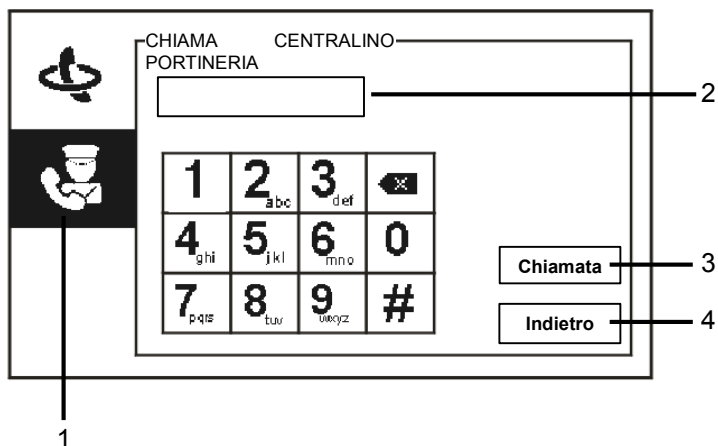 CHIAMA CENTRALINO
PORTINERIA
2
1 2abc 3def
4ghi 5jkl 6mno 0
Chiamata 3
7pqrs 8tuv 9wxyz #
Indietro 4
1